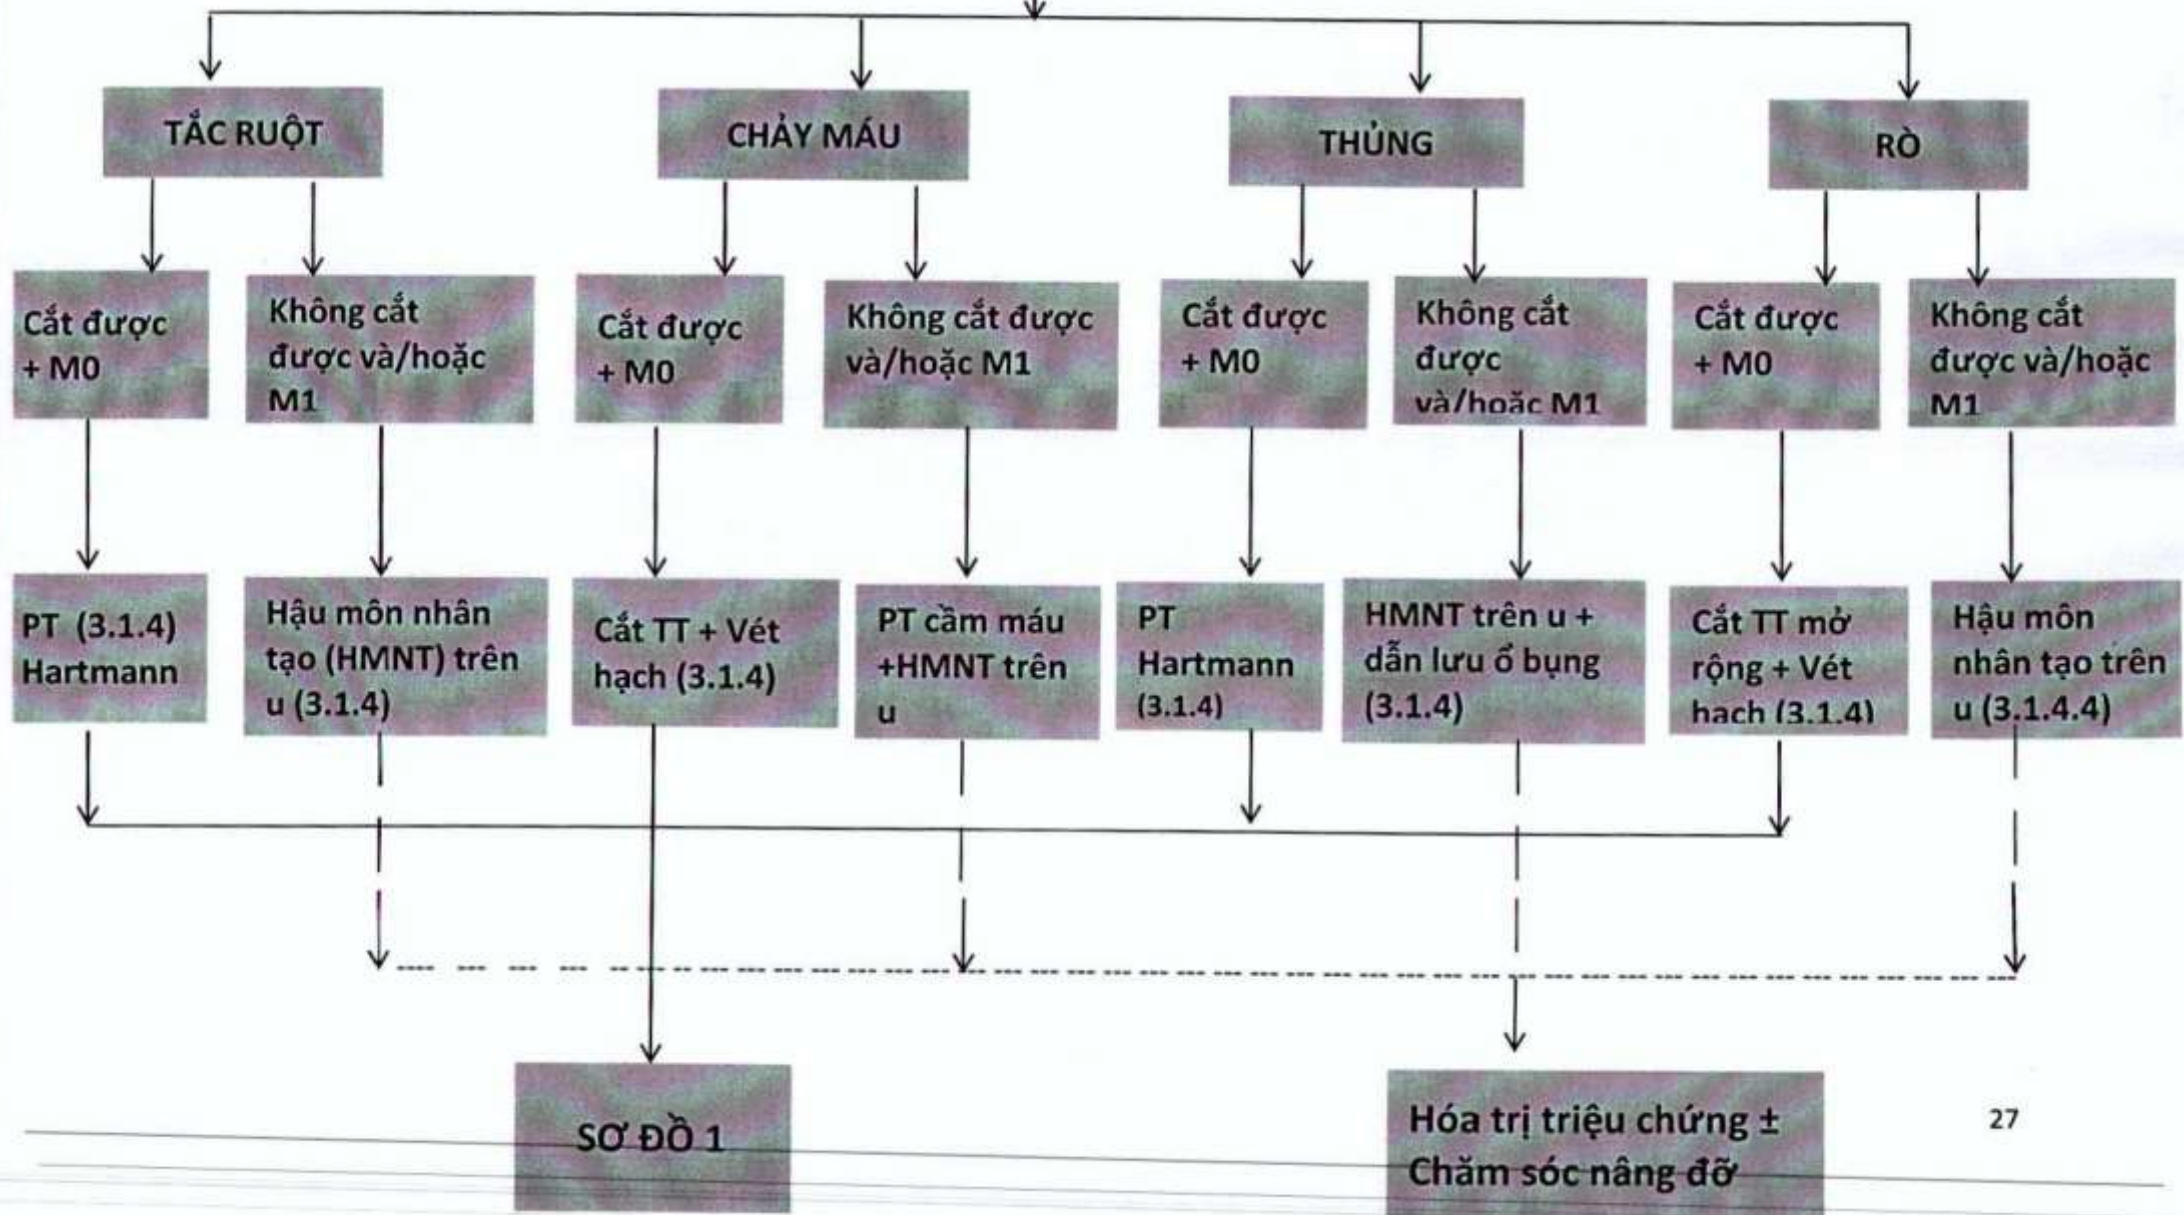 TẮC RUỘT
CHẢY MÁU
THỦNG
RÒ
Cắt được
+ M0
Không cắt
được và/hoặc
M1
Cắt được
+ M0
Không cắt được
và/hoặc M1
Cắt được
+ M0
Không cắt
được
và/hoặc M1
Cắt được
+ M0
Không cắt
được và/hoặc
M1
PT (3.1.4)
Hartmann
Hậu môn nhân
tạo (HMNT) trên
u (3.1.4)
Cắt TT + Vét
hạch (3.1.4)
PT cầm máu
+HMNT trên
u
PT
Hartmann
(3.1.4)
HMNT trên u +
dẫn lưu ổ bụng
(3.1.4)
Cắt TT mở
rộng + Vét
hạch (3.1.4)
Hậu môn
nhân tạo trên
u (3.1.4.4)
SƠ ĐỒ 1
Hóa trị triệu chứng ±
Chăm sóc nâng đỡ
27